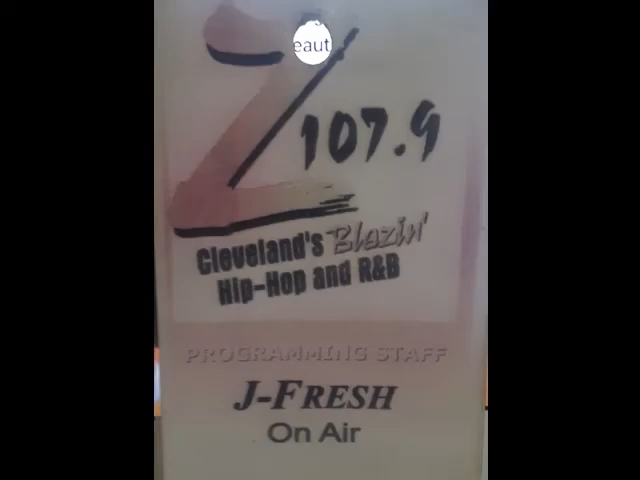 eaut
Z 107.9
Cleveland's Blazin'
Hip-Hop and R&B
PROGRAMMING STAFF
J-FRESH
On Air